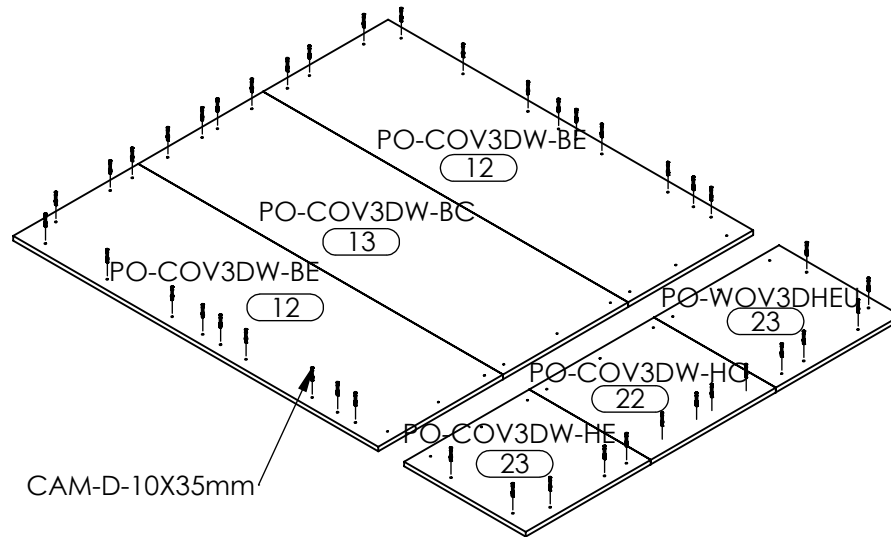 PO-COV3DW-BE
12
PO-COV3DW-BC
13
PO-COV3DW-BE
12
PO-WOV3DHEU
23
PO-COV3DW-HC
22
PO-COV3DW-HE
23
CAM-D-10X35mm